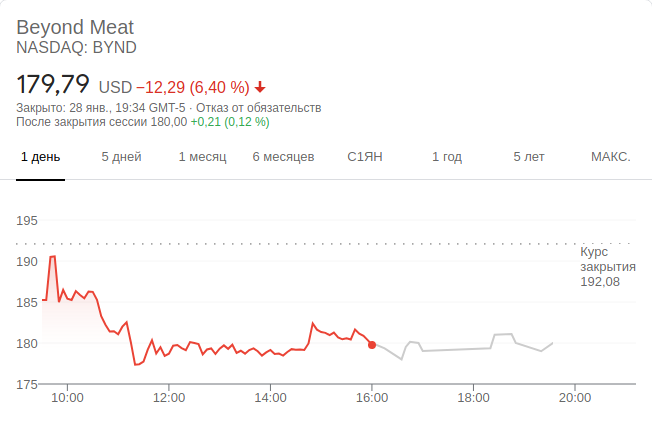 Beyond Meat
NASDAQ: BYND
179,79 USD −12,29 (6,40 %)
Закрыто: 28 янв., 19:34 GMT-5 · Отказ от обязательств
После закрытия сессии 180,00 +0,21 (0,12 %)
1 день 5 дней 1 месяц 6 месяцев С1ЯН 1 год 5 лет МАКС.
195
190
185
180
175
Курс
закрытия
192,08
10:00 12:00 14:00 16:00 18:00 20:00